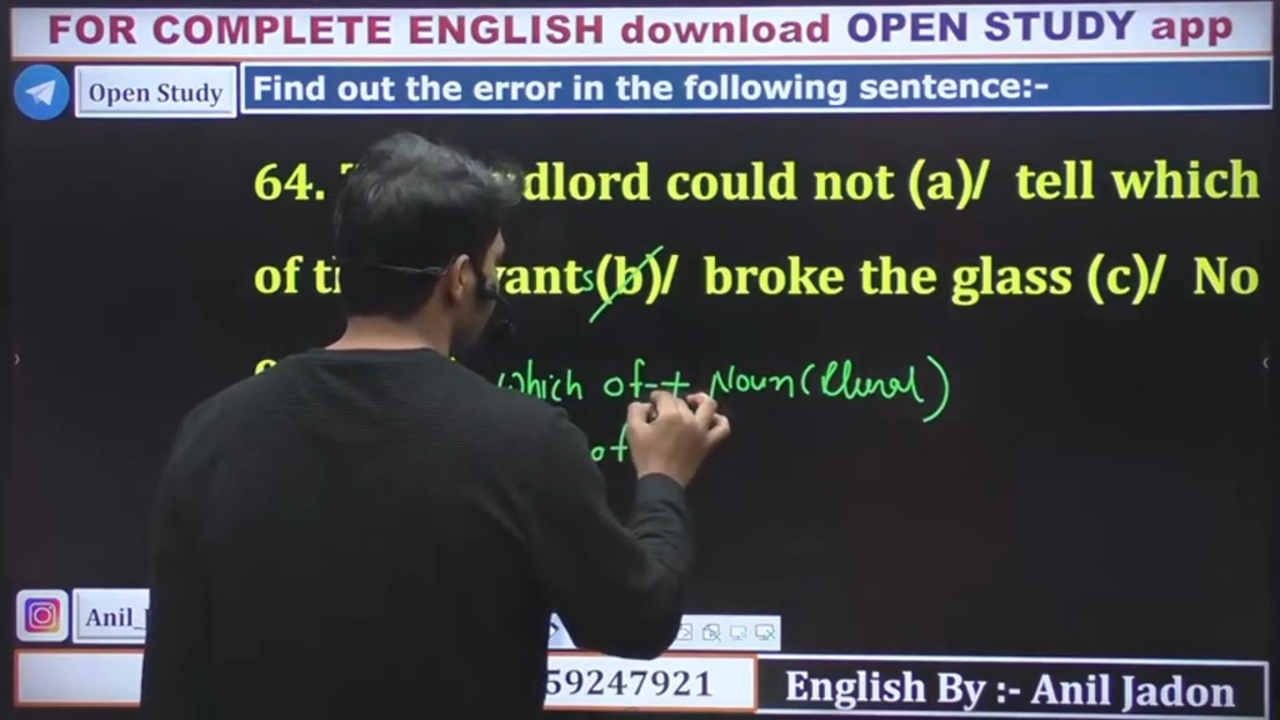 FOR COMPLETE ENGLISH download OPEN STUDY app
Open Study
Find out the error in the following sentence:-
64. dlord could not (a)/ tell which
of vants (b)/ broke the glass (c)/ No
which of + Noun (Plural)
of
Anil_
59247921
English By :- Anil Jadon